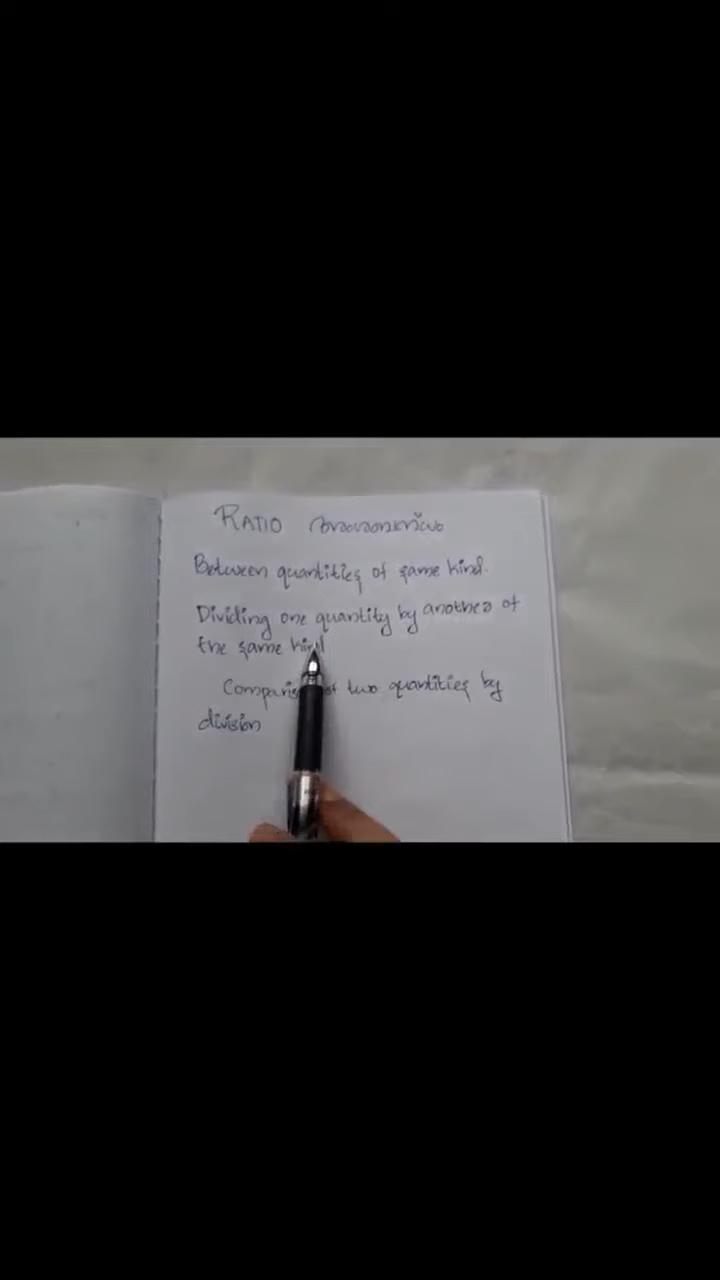 RATIO
Between quantities of same kind.
Dividing one quantity by another of
the same kind
of two quantities by
division